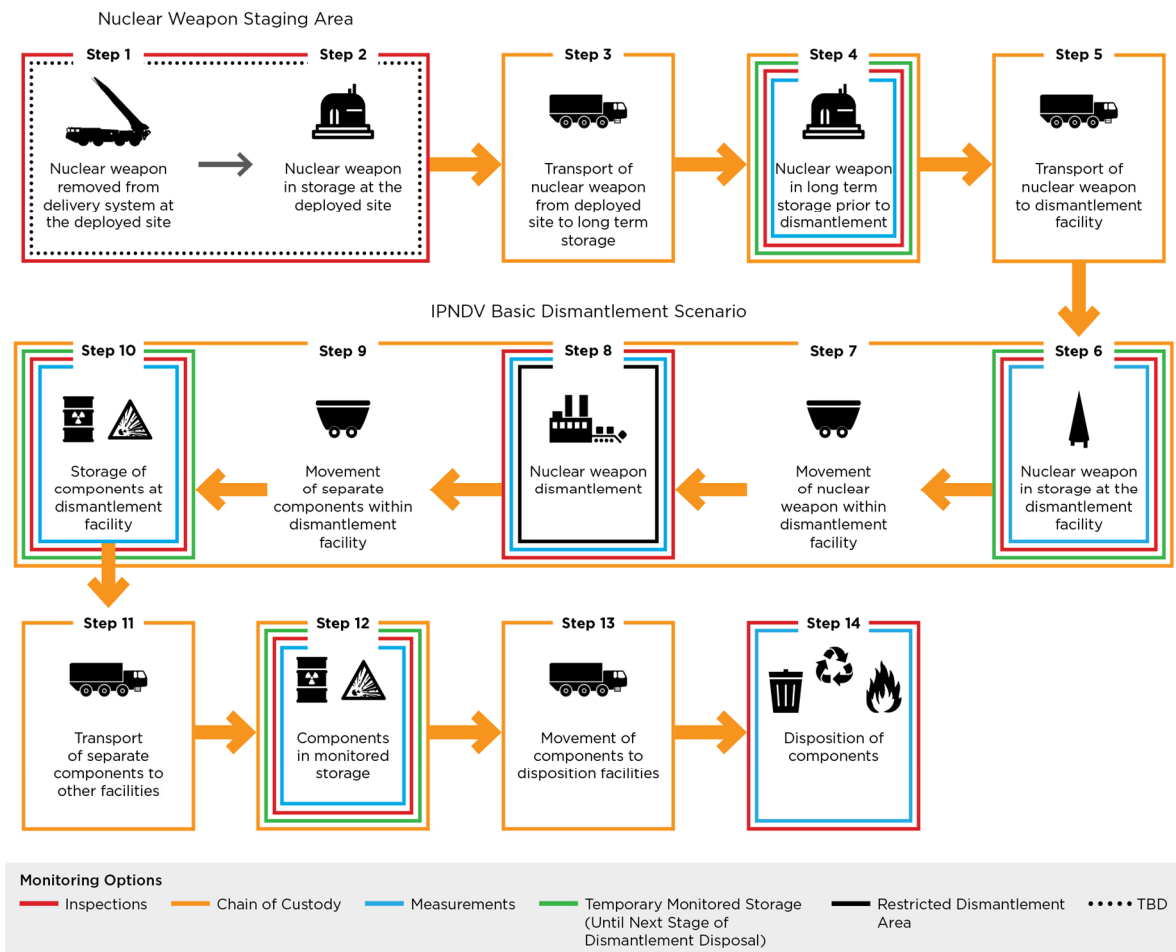 Nuclear Weapon Staging Area
Step 1
Nuclear weapon
removed from
delivery system at
the deployed site
Step 2
Nuclear weapon
in storage at the
deployed site
Step 3
Transport of
nuclear weapon
from deployed
site to long term
storage
Step 4
Nuclear weapon
in long term
storage prior to
dismantlement
Step 5
Transport of
nuclear weapon
to dismantlement
facility
IPNDV Basic Dismantlement Scenario
Step 10
Storage of
components at
dismantlement
facility
Step 9
Movement
of separate
components within
dismantlement
facility
Step 8
Nuclear weapon
dismantlement
Step 7
Movement
of nuclear
weapon within
dismantlement
facility
Step 6
Nuclear weapon
in storage at the
dismantlement
facility
Step 11
Transport
of separate
components to
other facilities
Step 12
Components
in monitored
storage
Step 13
Movement of
components to
disposition facilities
Step 14
Disposition of
components
Monitoring Options
Inspections
Chain of Custody
Measurements
Temporary Monitored Storage
(Until Next Stage of
Dismantlement Disposal)
Restricted Dismantlement
Area
TBD